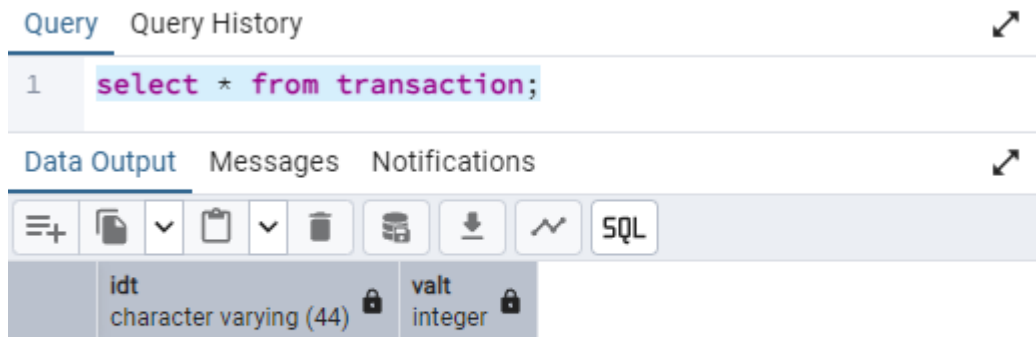 Query Query History
1 select * from transaction;
Data Output Messages Notifications
SQL
idt valt
character varying (44) integer